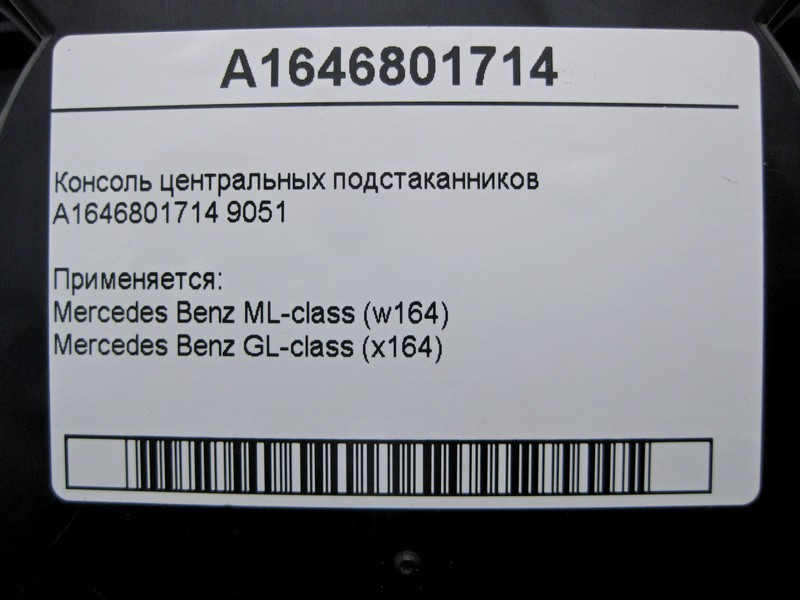 A1646801714
Консоль центральных подстаканников
A1646801714 9051
Применяется:
Mercedes Benz ML-class (w164)
Mercedes Benz GL-class (x164)